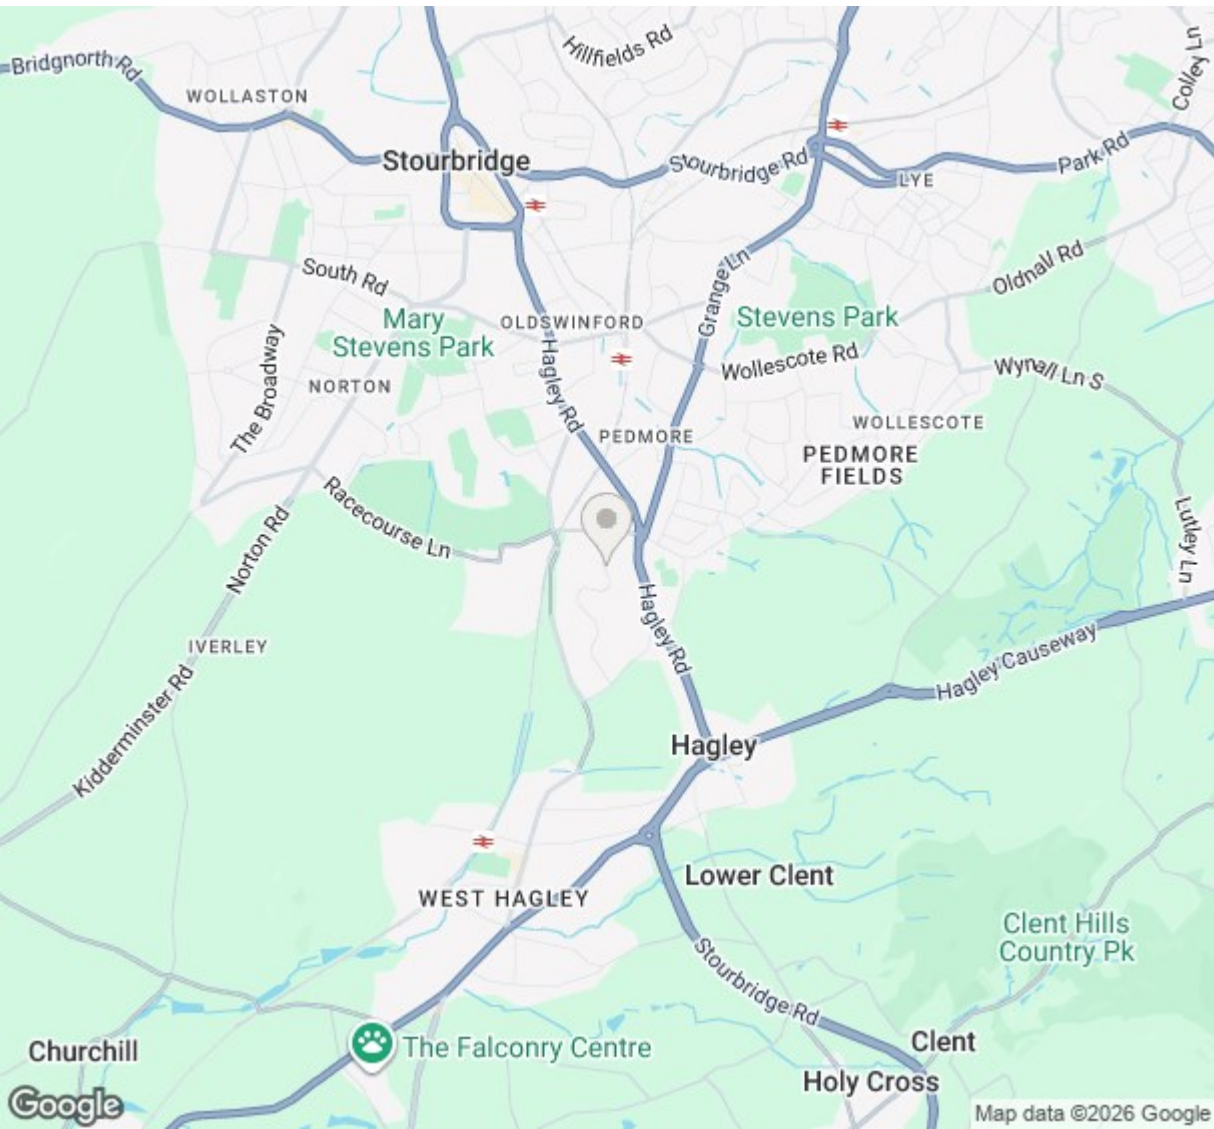 Hillfields Rd
Colley Ln
Bridgnorth Rd
WOLLASTON
Stourbridge
Stourbridge Rd
Park Rd
LYE
South Rd
Grange Ln
Oldnall Rd
Mary
Stevens Park
OLDSWINFORD
Stevens Park
The Broadway
NORTON
Hagley Rd
Wollescote Rd
Wynall Ln S
PEDMORE
WOLLESCOTE
PEDMORE
FIELDS
Racecourse Ln
Norton Rd
Lutley Ln
Hagley Rd
IVERLEY
Hagley Causeway
Kidderminster Rd
Hagley
Lower Clent
WEST HAGLEY
Clent Hills
Country Pk
Stourbridge Rd
Churchill
The Falconry Centre
Clent
Holy Cross
Google
Map data ©2026 Google